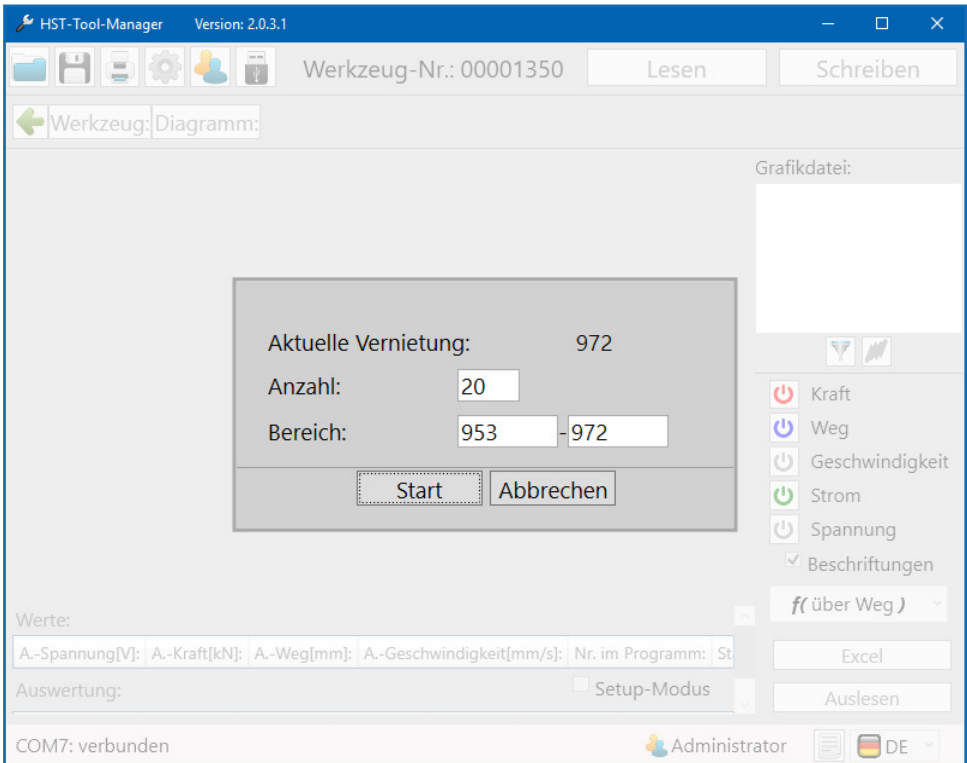 HST-Tool-Manager Version: 2.0.3.1
Werkzeug-Nr.: 00001350 Lesen Schreiben
Werkzeug: Diagramm:
Grafikdatei:
Aktuelle Vernietung: 972
Anzahl: 20
Bereich: 953 - 972
Start Abbrechen
Kraft
Weg
Geschwindigkeit
Strom
Spannung
Beschriftungen
f( über Weg )
Werte:
A.-Spannung[V]: A.-Kraft[kN]: A.-Weg[mm]: A.-Geschwindigkeit[mm/s]: Nr. im Programm: St
Excel
Auswertung: Setup-Modus
Auslesen
COM7: verbunden Administrator DE